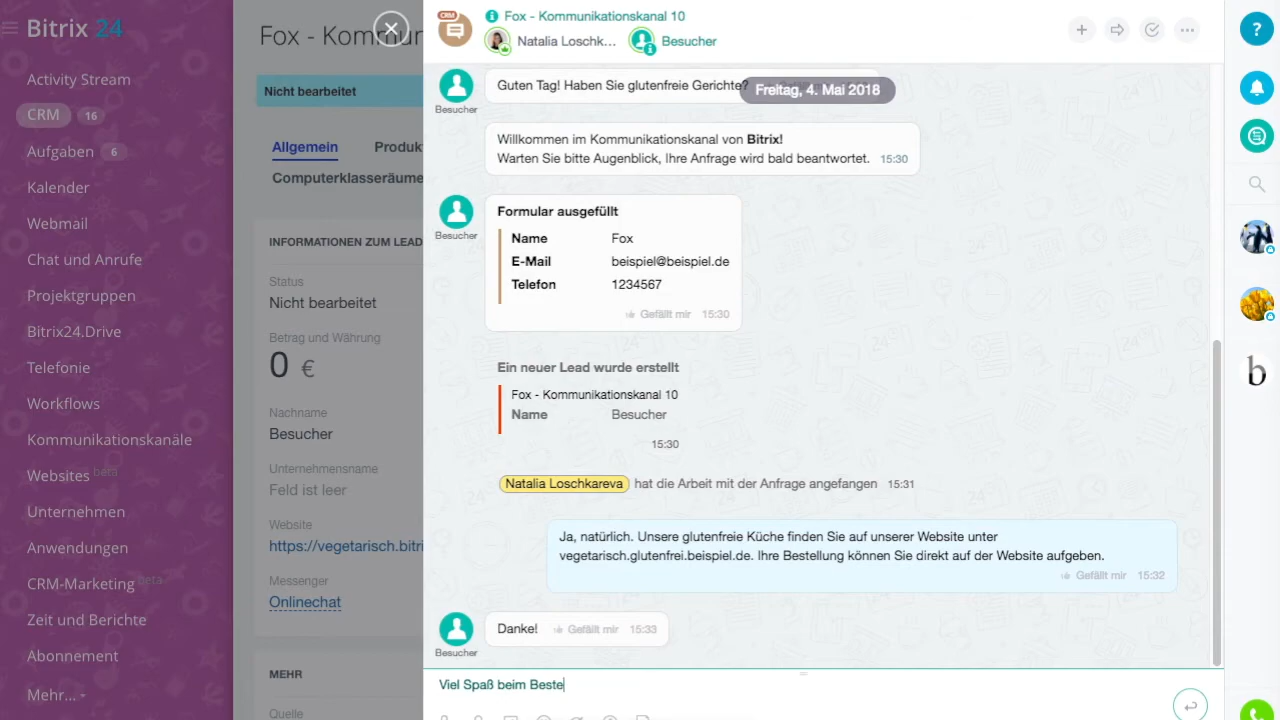 Bitrix 24
Activity Stream
CRM 16
Aufgaben 6
Kalender
Webmail
Chat und Anrufe
Projektgruppen
Bitrix24.Drive
Telefonie
Workflows
Kommunikationskanäle
Websites beta
Unternehmen
Anwendungen
CRM-Marketing beta
Zeit und Berichte
Abonnement
Mehr...
Fox - Kommur
Nicht bearbeitet
Allgemein Produk
Computerklasseräume
INFORMATIONEN ZUM LEAD
Status
Nicht bearbeitet
Betrag und Währung
0 €
Nachname
Besucher
Unternehmensname
Feld ist leer
Website
https://vegetarisch.bitri
Messenger
Onlinechat
MEHR
Quelle
CRM
Fox - Kommunikationskanal 10
Natalia Loschk... Besucher
Freitag, 4. Mai 2018
Guten Tag! Haben Sie glutenfreie Gerichte?
Besucher
Willkommen im Kommunikationskanal von Bitrix!
Warten Sie bitte Augenblick, Ihre Anfrage wird bald beantwortet. 15:30
Besucher
Formular ausgefüllt
Name Fox
E-Mail beispiel@beispiel.de
Telefon 1234567
Gefällt mir 15:30
Ein neuer Lead wurde erstellt
Fox - Kommunikationskanal 10
Name Besucher
15:30
Natalia Loschkareva hat die Arbeit mit der Anfrage angefangen 15:31
Ja, natürlich. Unsere glutenfreie Küche finden Sie auf unserer Website unter
vegetarisch.glutenfrei.beispiel.de. Ihre Bestellung können Sie direkt auf der Website aufgeben.
Gefällt mir 15:32
Danke! Gefällt mir 15:33
Besucher
Viel Spaß beim Beste
?
b